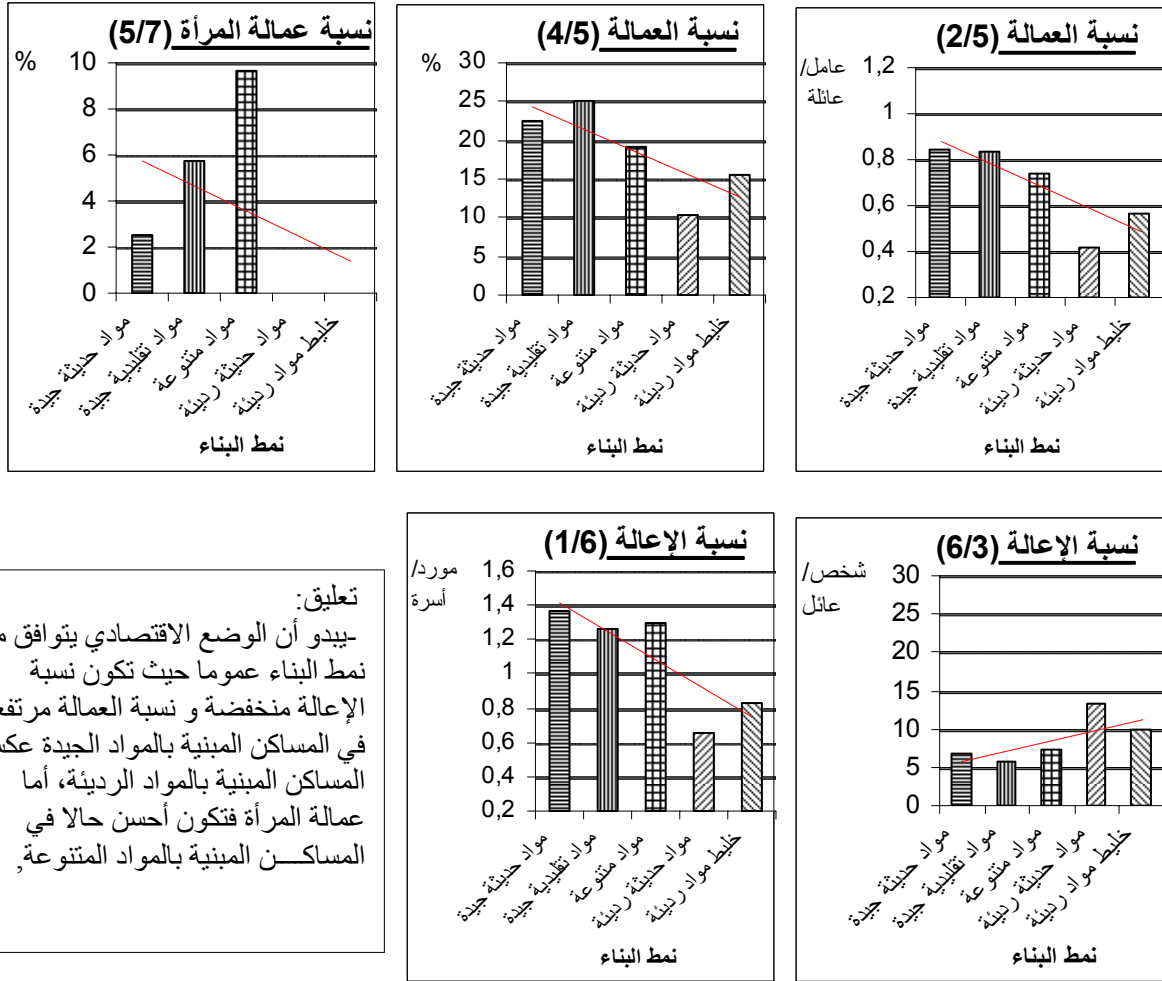 نسبة العمالة (2/5)
عامل/
عائلة
1,2
1
0,8
0,6
0,4
0,2
مواد حديثة جيدة
مواد تقليدية جيدة
مواد متنوعة
مواد حديثة رديئة
خليط مواد رديئة
نمط البناء
نسبة العمالة (4/5)
%
30
25
20
15
10
5
0
مواد حديثة جيدة
مواد تقليدية جيدة
مواد متنوعة
مواد حديثة رديئة
خليط مواد رديئة
نمط البناء
نسبة عمالة المرأة (5/7)
%
10
8
6
4
2
0
مواد حديثة جيدة
مواد تقليدية جيدة
مواد متنوعة
مواد حديثة رديئة
خليط مواد رديئة
نمط البناء
نسبة الإعالة (6/3)
شخص/
عائل
30
25
20
15
10
5
0
مواد حديثة جيدة
مواد تقليدية جيدة
مواد متنوعة
مواد حديثة رديئة
خليط مواد رديئة
نمط البناء
نسبة الإعالة (1/6)
مورد/
أسرة
1,6
1,4
1,2
1
0,8
0,6
0,4
0,2
مواد حديثة جيدة
مواد تقليدية جيدة
مواد متنوعة
مواد حديثة رديئة
خليط مواد رديئة
نمط البناء
تعليق:
-يبدو أن الوضع الاقتصادي يتوافق
نمط البناء عموما حيث تكون نسبة
الإعالة منخفضة و نسبة العمالة
في المساكن المبنية بالمواد الجيدة
المساكن المبنية بالمواد الرديئة، أما
عمالة المرأة فتكون أحسن حالا في
المساكــــن المبنية بالمواد المتنوعة,